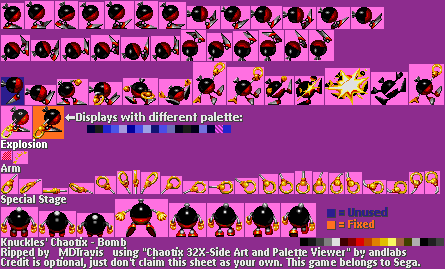 ←Displays with different palette:
Explosion
Arm
Special Stage
= Unused
= Fixed
Knuckles' Chaotix - Bomb
Ripped by MDTravis using "Chaotix 32X-Side Art and Palette Viewer" by andlabs
Credit is optional, just don't claim this sheet as your own. This game belongs to Sega.